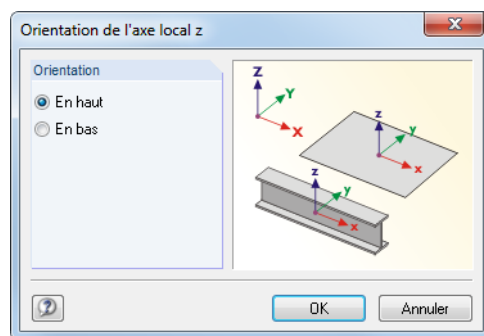 Orientation de l'axe local z
Orientation
En haut
En bas
Z
Y
X
z
y
x
z
y
x
OK
Annuler